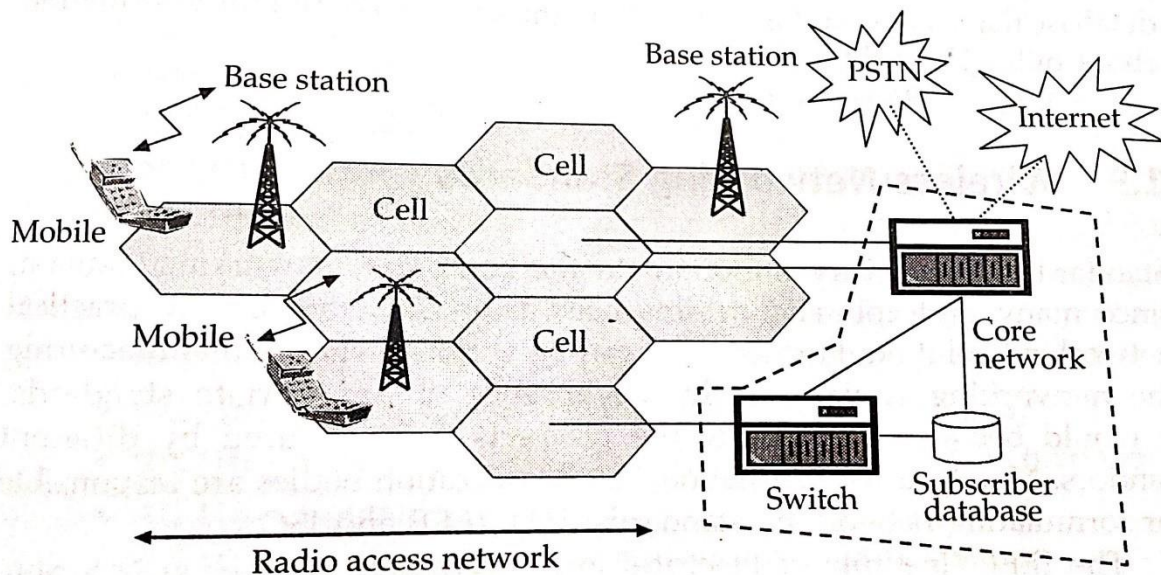 Base station
Base station
PSTN
Internet
Cell
Cell
Mobile
Mobile
Cell
Core
network
Switch
Subscriber
database
Radio access network